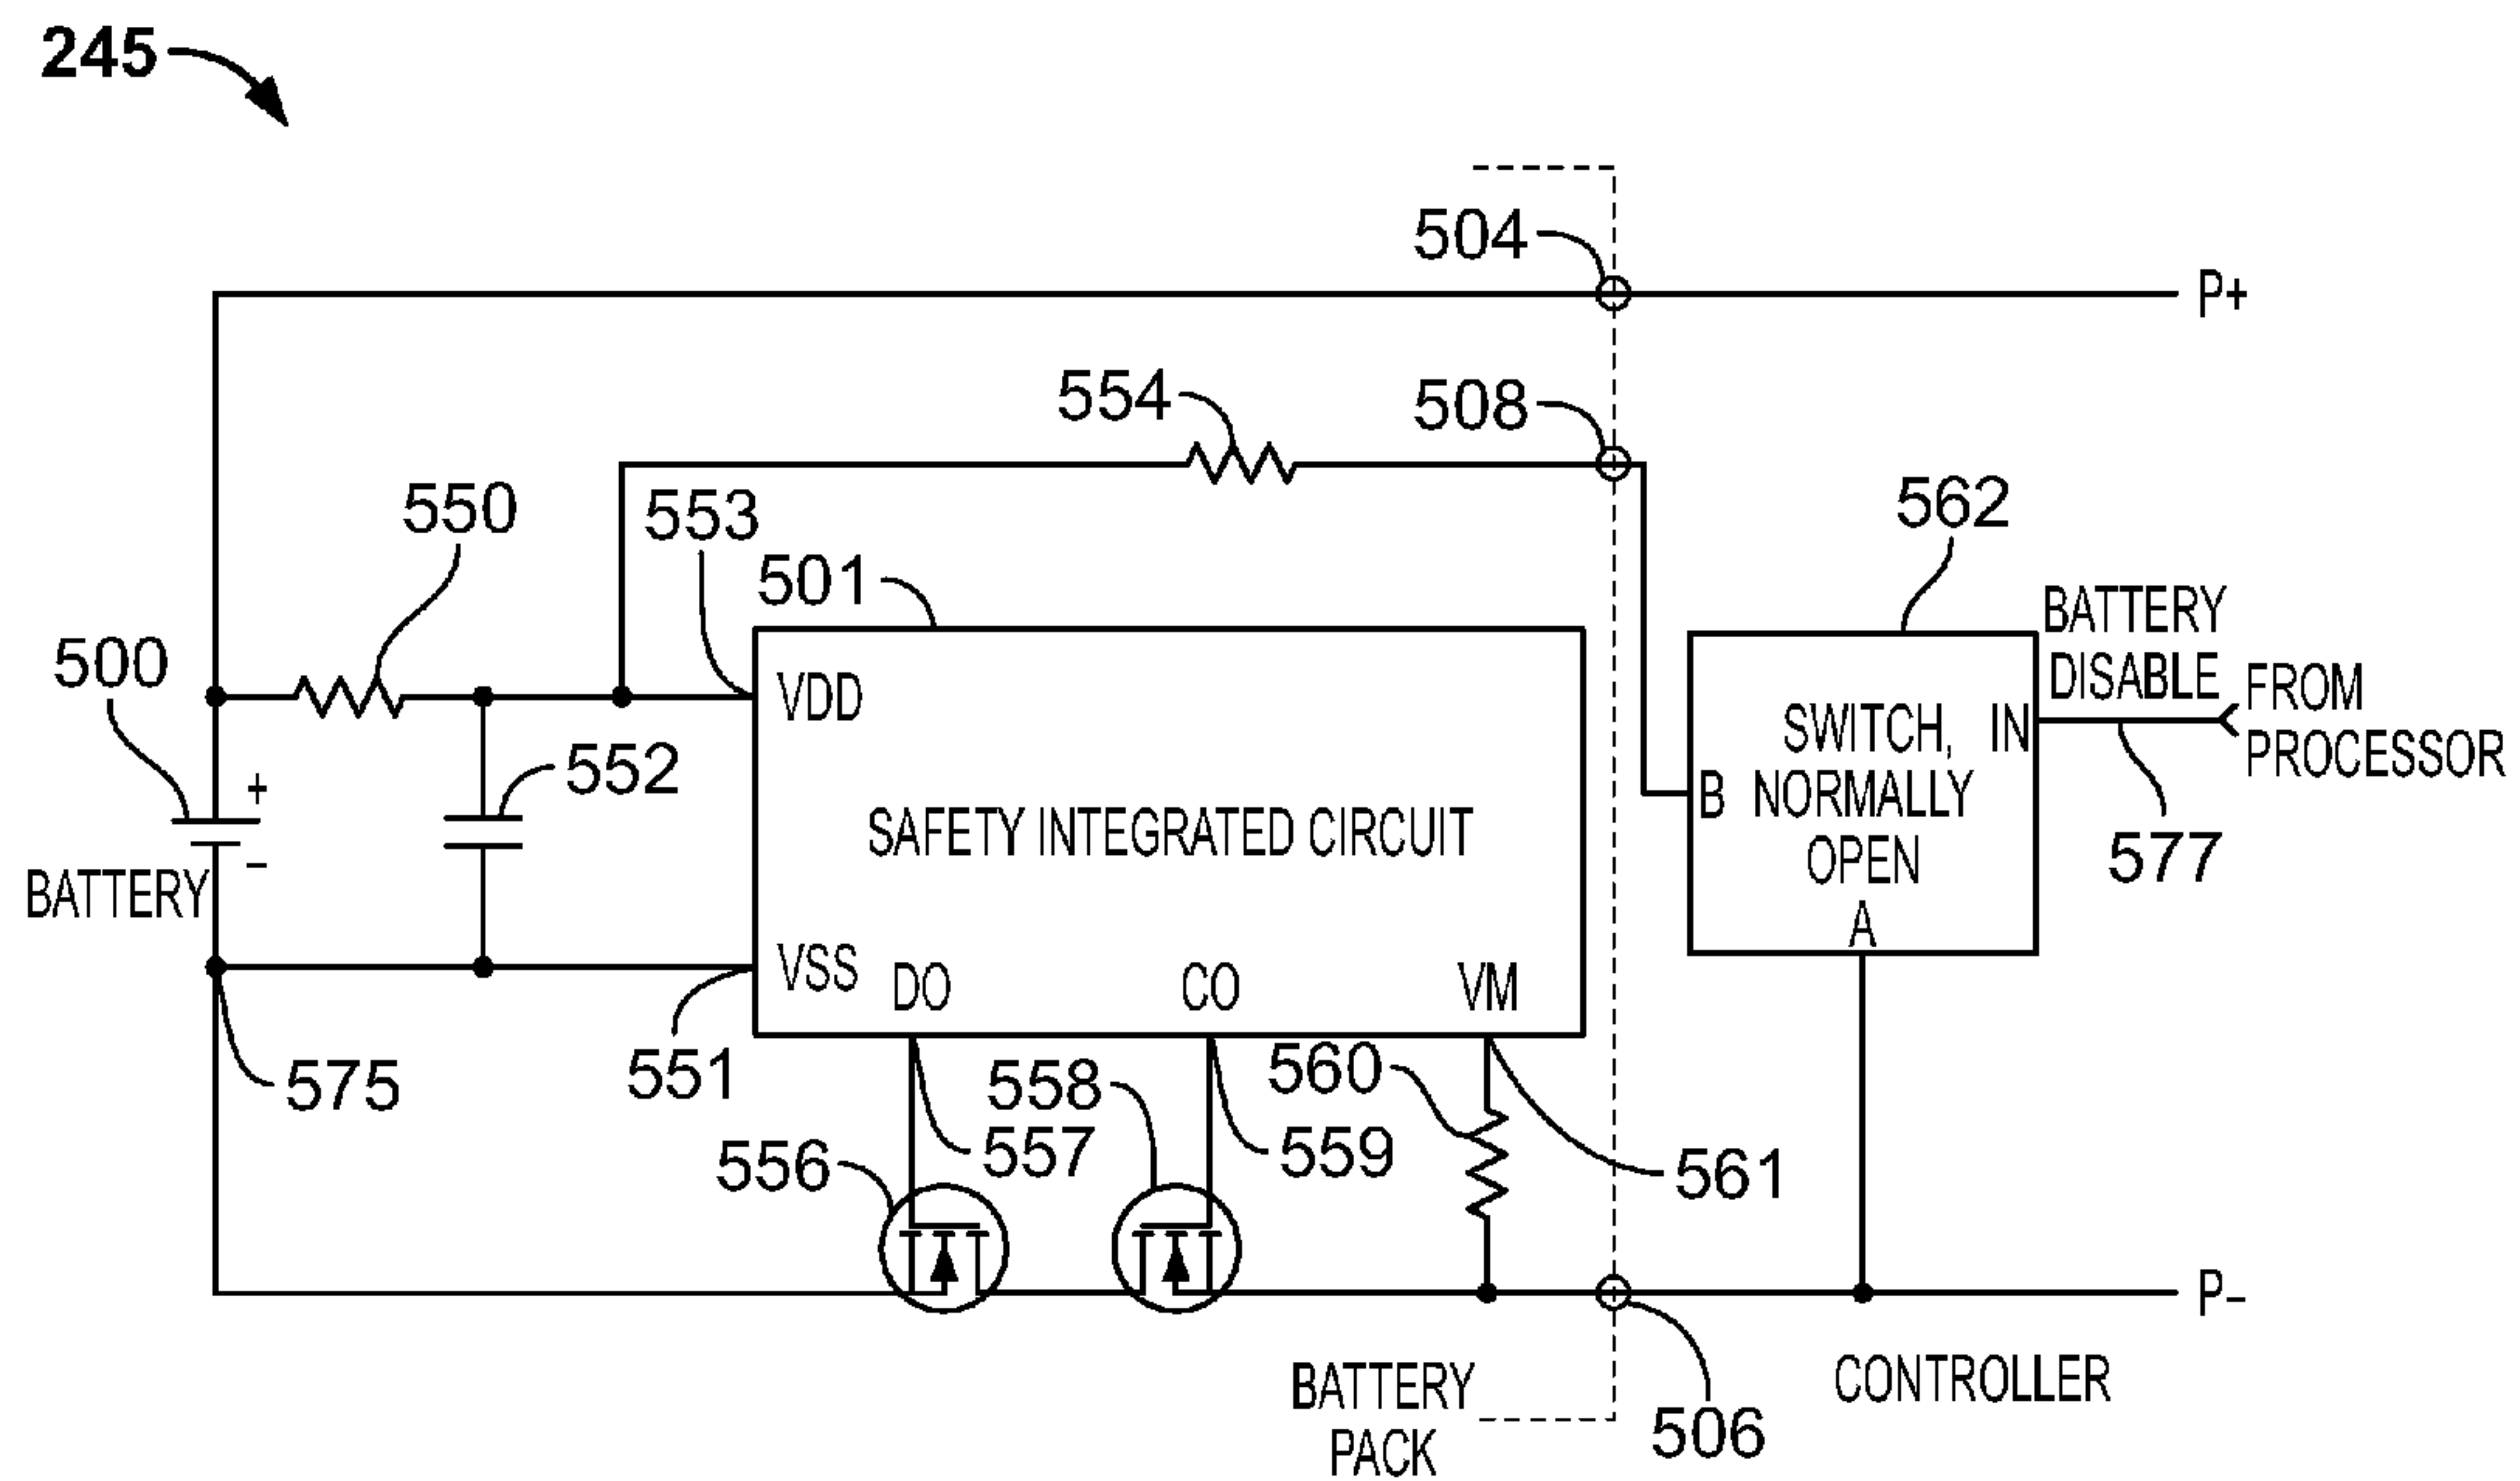 245
504
P+
554
508
550
553
562
501
BATTERY
DISABLE
500
VDD
FROM
PROCESSOR
SWITCH,
NORMALLY
OPEN
IN
B
A
+
552
577
SAFETY INTEGRATED CIRCUIT
–
BATTERY
VSS
DO
CO
VM
575
551
558
560
556
557
559
561
P–
BATTERY
PACK
CONTROLLER
506